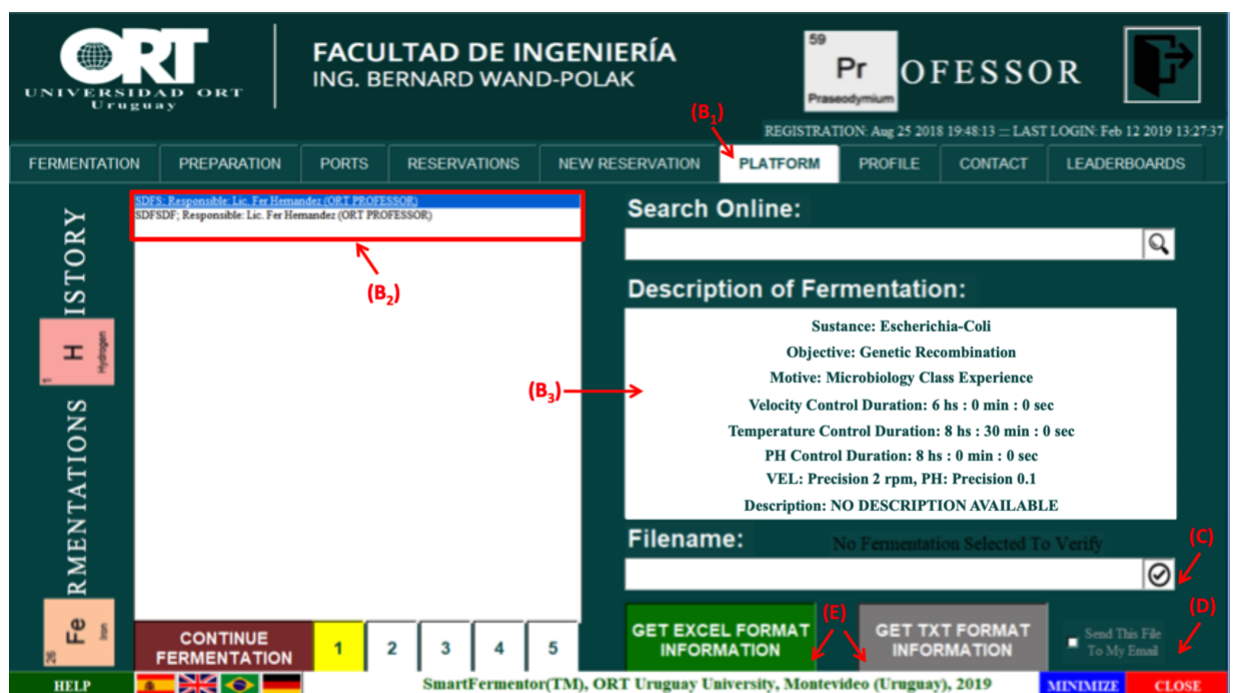 ORT
UNIVERSIDAD ORT
Uruguay
FACULTAD DE INGENIERÍA
ING. BERNARD WAND-POLAK
59
Pr
Praseodymium
OFESSOR
(B1)
REGISTRATION: Aug 25 2018 19:48:13 :::: LAST LOGIN: Feb 12 2019 13:27:37
FERMENTATION PREPARATION PORTS RESERVATIONS NEW RESERVATION PLATFORM PROFILE CONTACT LEADERBOARDS
26
Fe
Iron
RMENTATIONS
1
H
Hydrogen
ISTORY
SDFS; Responsible: Lic. Fer Hernandez (ORT PROFESSOR)
SDFSDF; Responsible: Lic. Fer Hernandez (ORT PROFESSOR)
(B2)
Search Online:
Description of Fermentation:
(B3)
Sustance: Escherichia-Coli
Objective: Genetic Recombination
Motive: Microbiology Class Experience
Velocity Control Duration: 6 hs : 0 min : 0 sec
Temperature Control Duration: 8 hs : 30 min : 0 sec
PH Control Duration: 8 hs : 0 min : 0 sec
VEL: Precision 2 rpm, PH: Precision 0.1
Description: NO DESCRIPTION AVAILABLE
Filename:
No Fermentation Selected To Verify
(C)
CONTINUE
FERMENTATION
1 2 3 4 5
GET EXCEL FORMAT
INFORMATION
(E)
GET TXT FORMAT
INFORMATION
(D)
Send This File
To My Email
HELP
SmartFermentor(TM), ORT Uruguay University, Montevideo (Uruguay), 2019
MINIMIZE
CLOSE